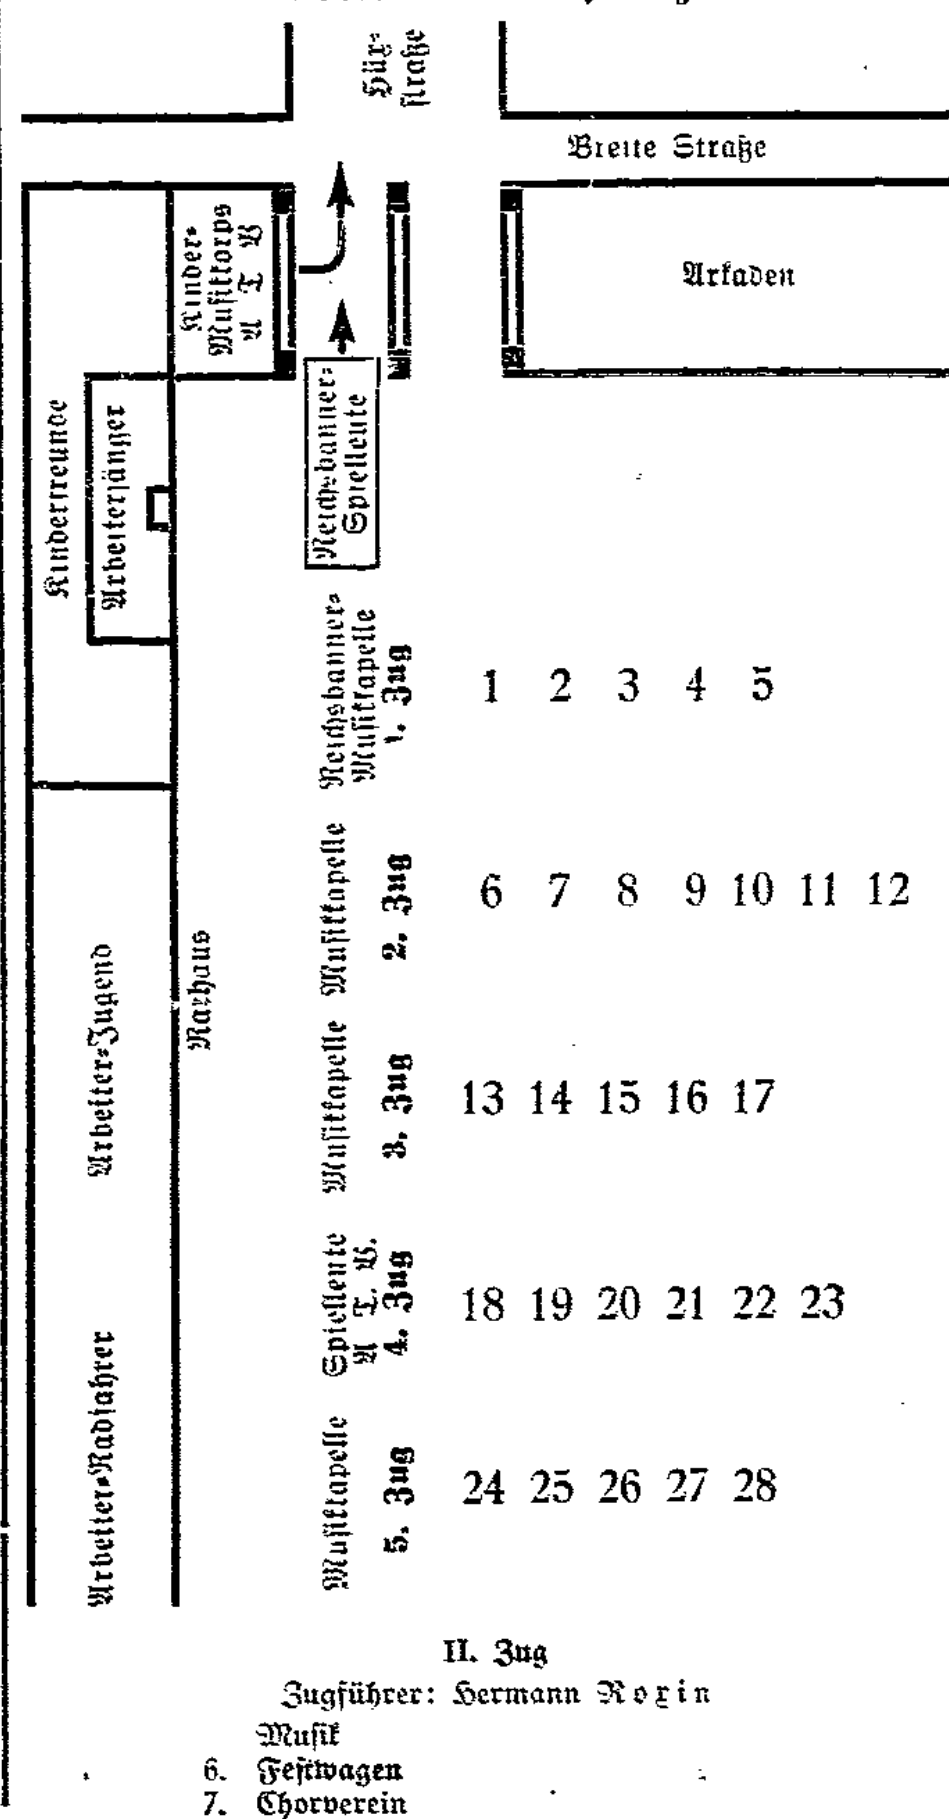 Hüx-
straße
Breite Straße
Arkaden
Kinder-
Musikkorps
A T V
Reichsbanner-
Spielleute
Kinderfreunde
Arbeitersänger
Reichsbanner-
Musikkapelle
1. Zug
1 2 3 4 5
Musikkapelle
2. Zug
6 7 8 9 10 11 12
Arbeiter-Jugend
Rathaus
Musikkapelle
3. Zug
13 14 15 16 17
Spielleute
A T. V.
4. Zug
18 19 20 21 22 23
Arbeiter-Radfahrer
Musikkapelle
5. Zug
24 25 26 27 28
II. Zug
Zugführer: Hermann Roxin
Musik
6. Festwagen
7. Chorverein